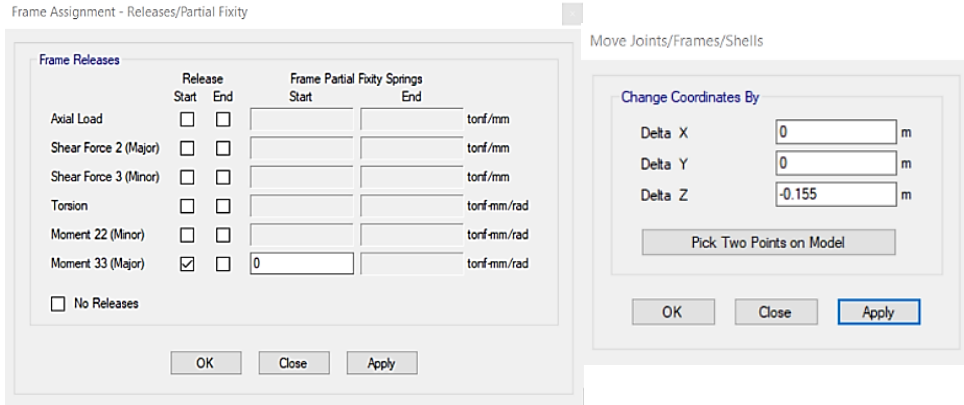 Frame Assignment - Releases/Partial Fixity
Frame Releases
Release Frame Partial Fixity Springs
Start End Start End
Axial Load tonf/mm
Shear Force 2 (Major) tonf/mm
Shear Force 3 (Minor) tonf/mm
Torsion tonf-mm/rad
Moment 22 (Minor) tonf-mm/rad
Moment 33 (Major) 0 tonf-mm/rad
No Releases
OK Close Apply
Move Joints/Frames/Shells
Change Coordinates By
Delta X 0 m
Delta Y 0 m
Delta Z -0.155 m
Pick Two Points on Model
OK Close Apply